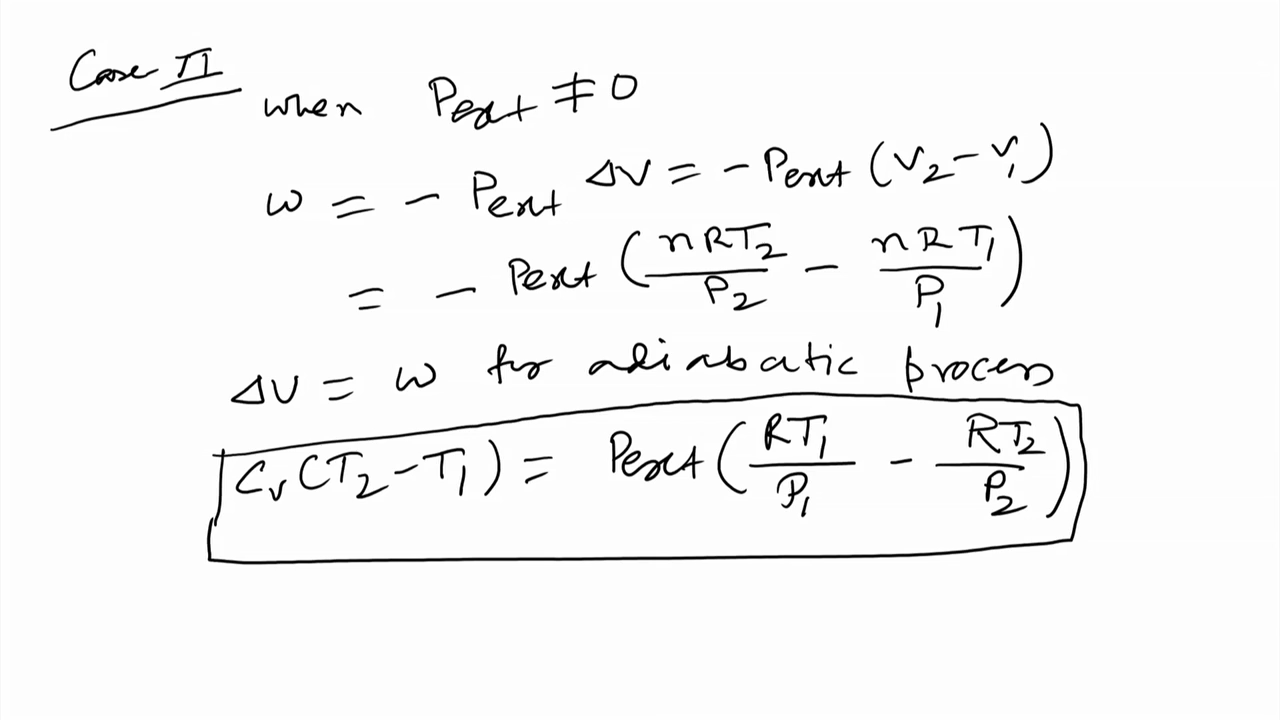 Case II
when Pext ≠ 0
w = - Pext ΔV = - Pext (V₂ - V₁)
= - Pext (nRT₂/P₂ - nRT₁/P₁)
ΔU = w for adiabatic process
Cᵥ(T₂ - T₁) = Pext (RT₁/P₁ - RT₂/P₂)